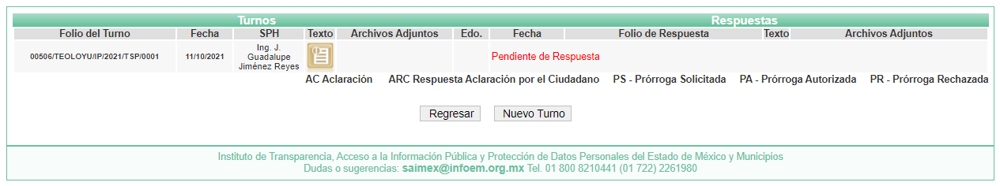 Turnos Respuestas
Folio del Turno Fecha SPH Texto Archivos Adjuntos Edo. Fecha Folio de Respuesta Texto Archivos Adjuntos
00506/TEOLOYU/IP/2021/TSP/0001 11/10/2021 Ing. J. Guadalupe Jiménez Reyes Pendiente de Respuesta
AC Aclaración ARC Respuesta Aclaración por el Ciudadano PS - Prórroga Solicitada PA - Prórroga Autorizada PR - Prórroga Rechazada
Regresar Nuevo Turno
Instituto de Transparencia, Acceso a la Información Pública y Protección de Datos Personales del Estado de México y Municipios
Dudas o sugerencias: saimex@infoem.org.mx Tel. 01 800 8210441 (01 722) 2261980